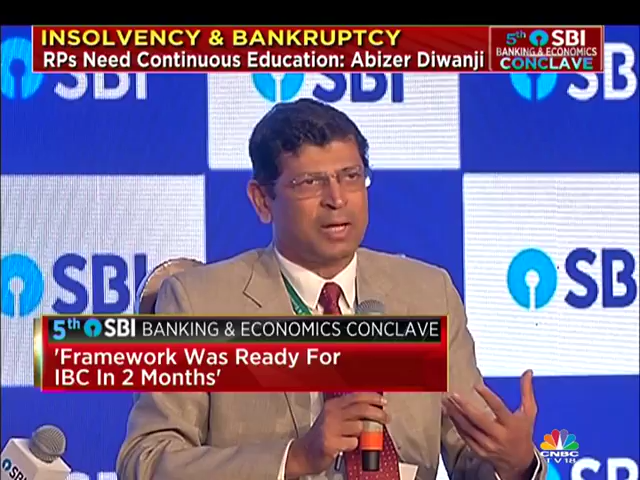 INSOLVENCY & BANKRUPTCY
RPs Need Continuous Education: Abizer Diwanji
5th SBI
BANKING & ECONOMICS
CONCLAVE
SBI
SBI
SBI
SBI
5th SBI BANKING & ECONOMICS CONCLAVE
'Framework Was Ready For
IBC In 2 Months'
SBI
CNBC
TV18